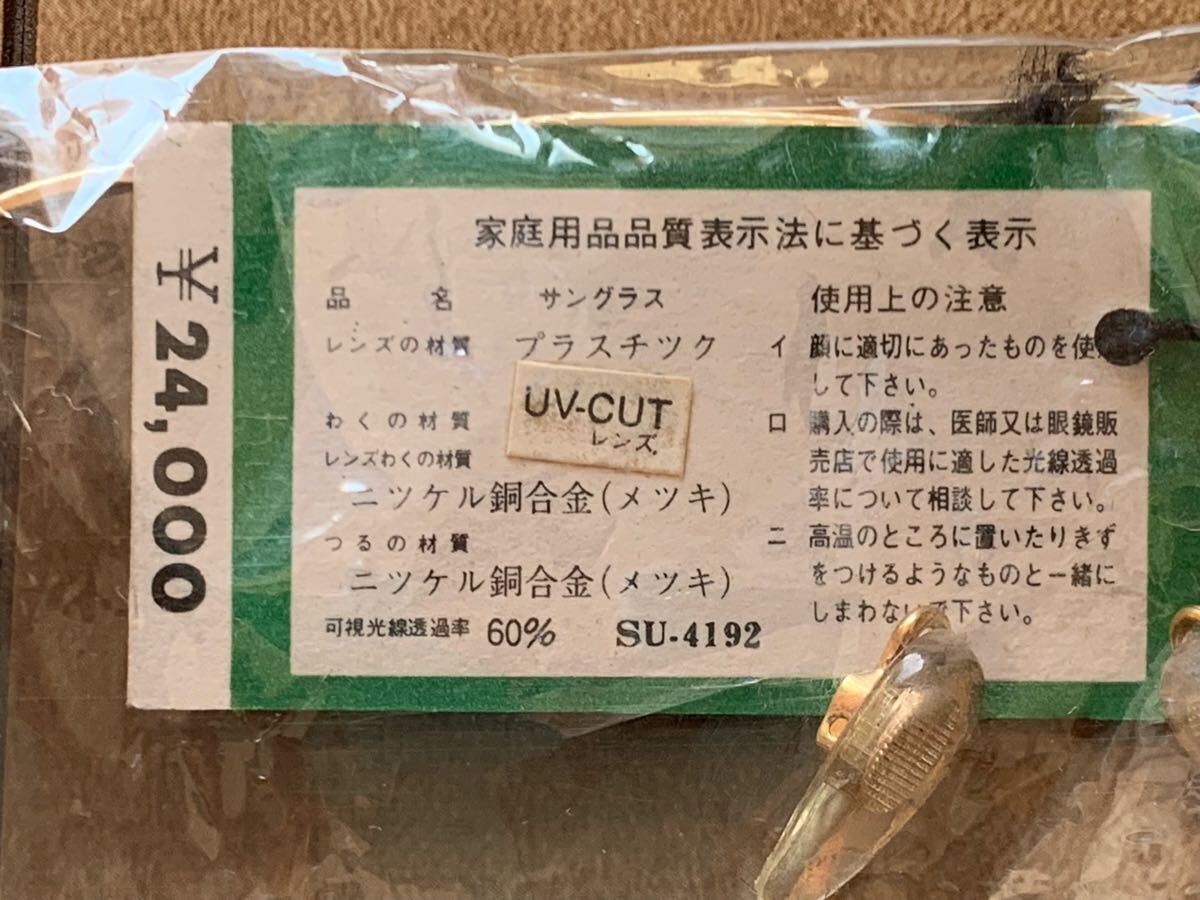 ¥24,000
家庭用品品質表示法に基づく表示
品名 サングラス
レンズの材質 プラスチツク
UV-CUT
レンズ
わくの材質
レンズわくの材質
ニツケル銅合金(メツキ)
つるの材質
ニツケル銅合金(メツキ)
可視光線透過率 60% SU-4192
使用上の注意
イ 顔に適切にあったものを使
して下さい。
ロ 購入の際は、医師又は眼鏡販
売店で使用に適した光線透過
率について相談して下さい。
ニ 高温のところに置いたりきず
をつけるようなものと一緒に
しまわないで下さい。